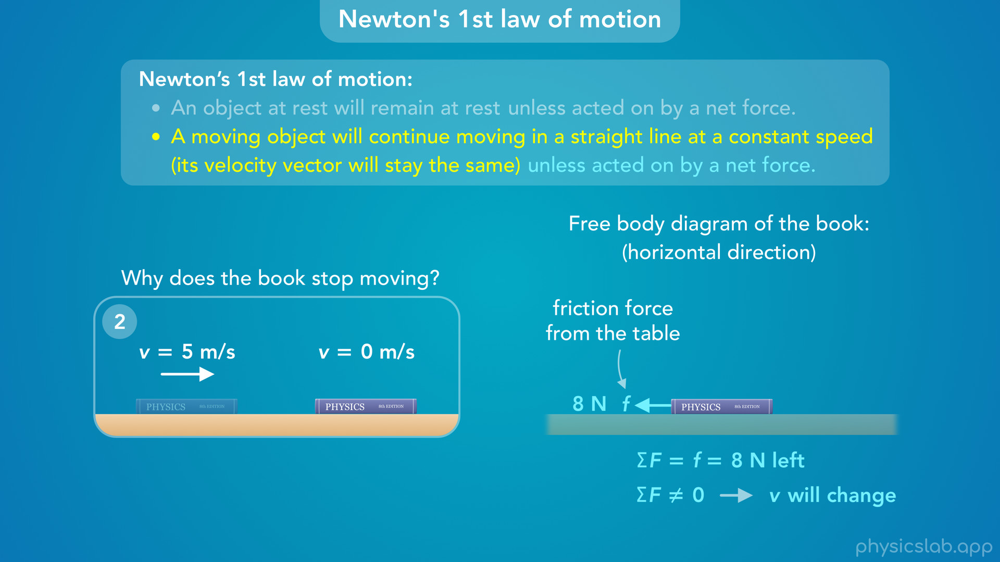 Newton's 1st law of motion
Newton’s 1st law of motion:
• An object at rest will remain at rest unless acted on by a net force.
• A moving object will continue moving in a straight line at a constant speed
(its velocity vector will stay the same) unless acted on by a net force.
Why does the book stop moving?
2
v = 5 m/s
v = 0 m/s
PHYSICS 8th EDITION
PHYSICS 8th EDITION
Free body diagram of the book:
(horizontal direction)
friction force
from the table
8 N f
PHYSICS 8th EDITION
ΣF = f = 8 N left
ΣF ≠ 0 → v will change
physicslab.app